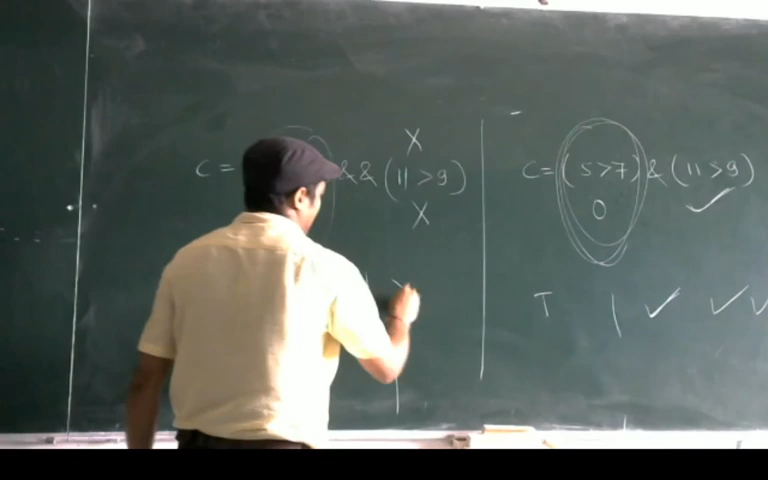 X
C = && (11 > 9)
X
C = (5 > 7) & (11 > 9)
0 ✓
T | ✓ ✓ ✓